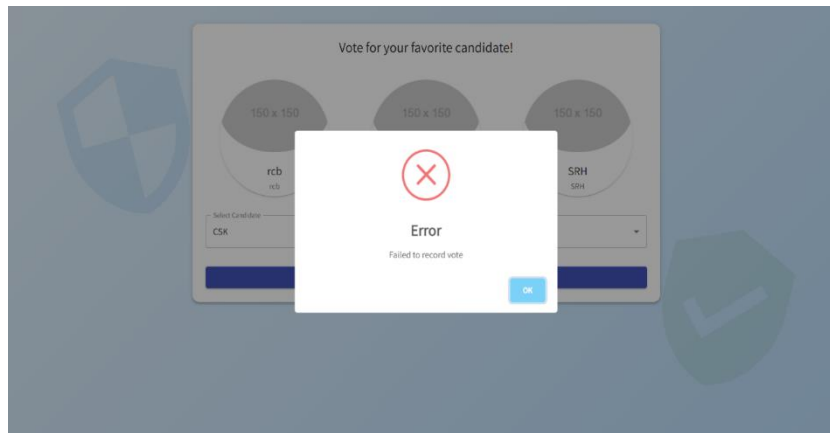 Vote for your favorite candidate!
150 x 150
150 x 150
150 x 150
rcb
rcb
SRH
SRH
Select Candidate
CSK
Error
Failed to record vote
OK